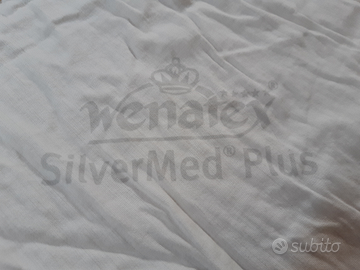 wenatex®
SilverMed® Plus
subito